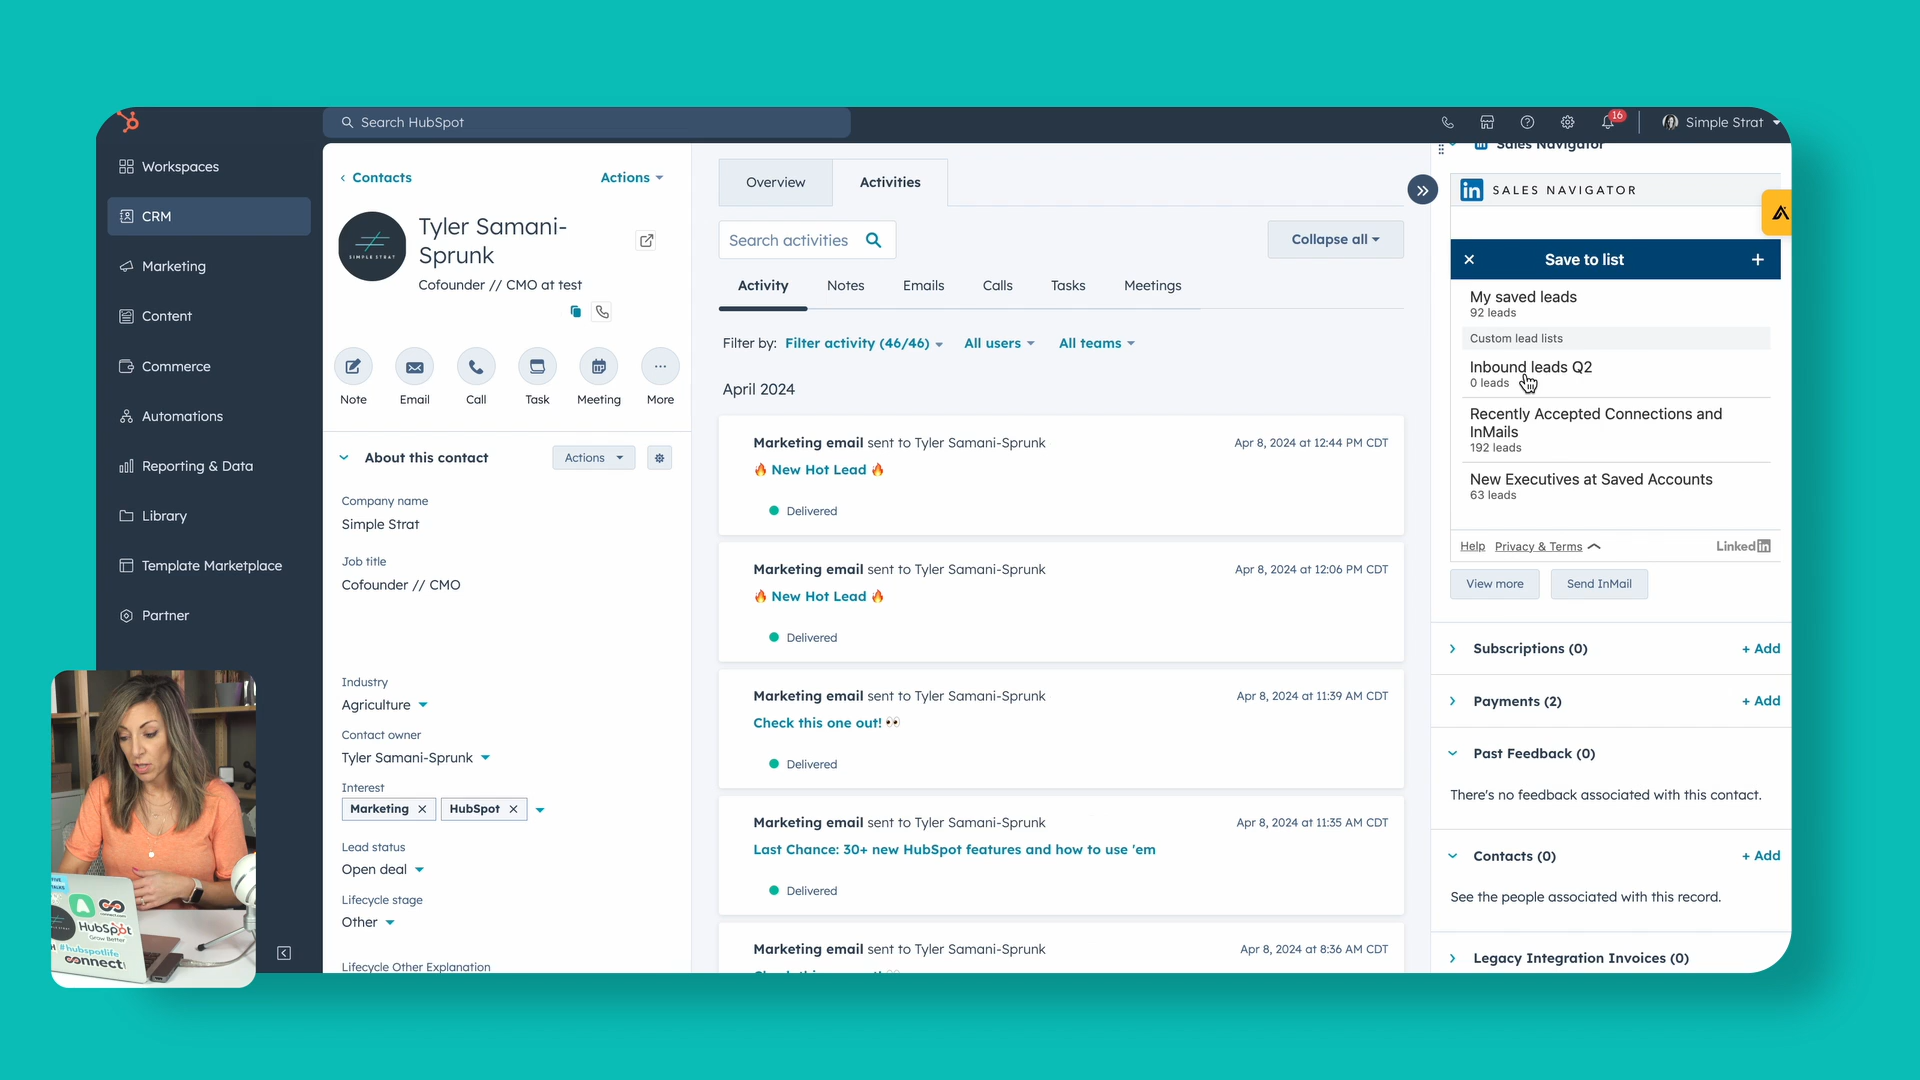 Search HubSpot
16
Simple Strat
Workspaces
CRM
Marketing
Content
Commerce
Automations
Reporting & Data
Library
Template Marketplace
Partner
Contacts
Actions
SIMPLE STRAT
Tyler Samani-
Sprunk
Cofounder // CMO at test
Note
Email
Call
Task
Meeting
More
About this contact
Actions
Company name
Simple Strat
Job title
Cofounder // CMO
Industry
Agriculture
Contact owner
Tyler Samani-Sprunk
Interest
Marketing
HubSpot
Lead status
Open deal
Lifecycle stage
Other
Lifecycle Other Explanation
Overview
Activities
Search activities
Collapse all
Activity
Notes
Emails
Calls
Tasks
Meetings
Filter by: Filter activity (46/46) All users All teams
April 2024
Marketing email sent to Tyler Samani-Sprunk
Apr 8, 2024 at 12:44 PM CDT
🔥 New Hot Lead 🔥
Delivered
Marketing email sent to Tyler Samani-Sprunk
Apr 8, 2024 at 12:06 PM CDT
🔥 New Hot Lead 🔥
Delivered
Marketing email sent to Tyler Samani-Sprunk
Apr 8, 2024 at 11:39 AM CDT
Check this one out! 👀
Delivered
Marketing email sent to Tyler Samani-Sprunk
Apr 8, 2024 at 11:35 AM CDT
Last Chance: 30+ new HubSpot features and how to use 'em
Delivered
Marketing email sent to Tyler Samani-Sprunk
Apr 8, 2024 at 8:36 AM CDT
Sales Navigator
in SALES NAVIGATOR
Save to list
My saved leads
92 leads
Custom lead lists
Inbound leads Q2
0 leads
Recently Accepted Connections and
InMails
192 leads
New Executives at Saved Accounts
63 leads
Help Privacy & Terms
LinkedIn
View more
Send InMail
Subscriptions (0)
+ Add
Payments (2)
+ Add
Past Feedback (0)
There's no feedback associated with this contact.
Contacts (0)
+ Add
See the people associated with this record.
Legacy Integration Invoices (0)
HubSpot
Grow Better
#hubspotlife
connect